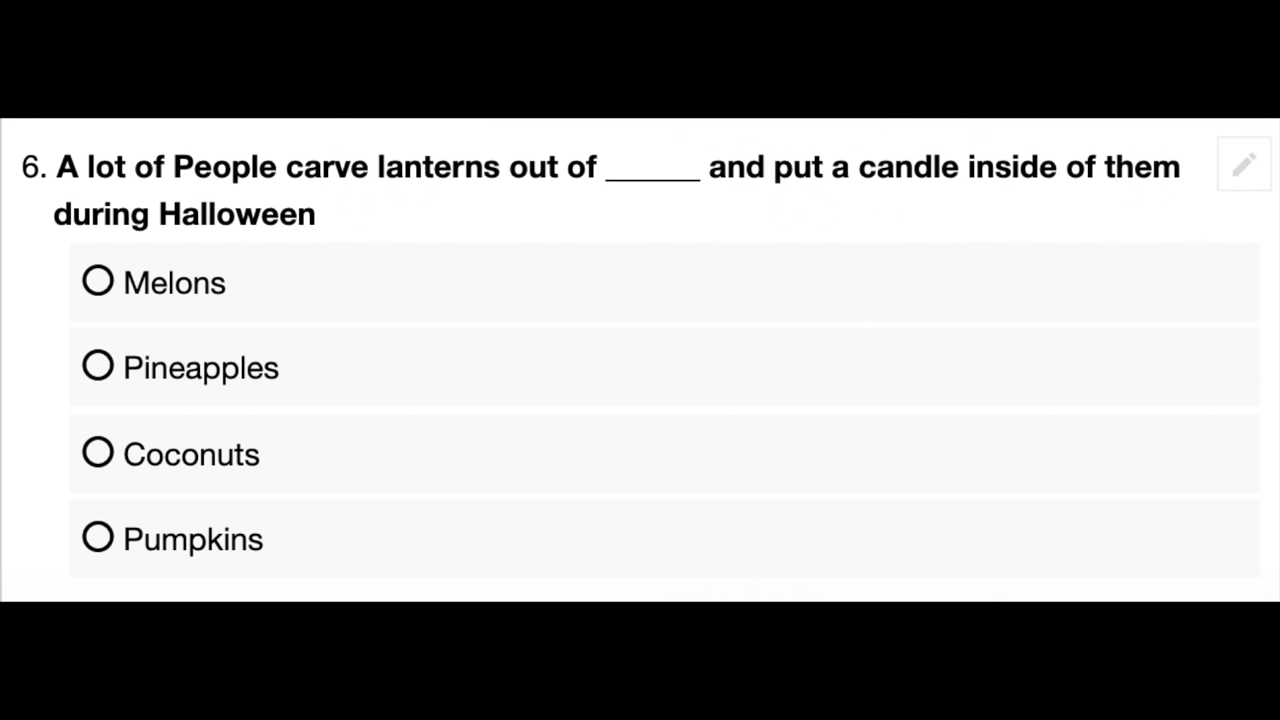 6. A lot of People carve lanterns out of ______ and put a candle inside of them
during Halloween
Melons
Pineapples
Coconuts
Pumpkins